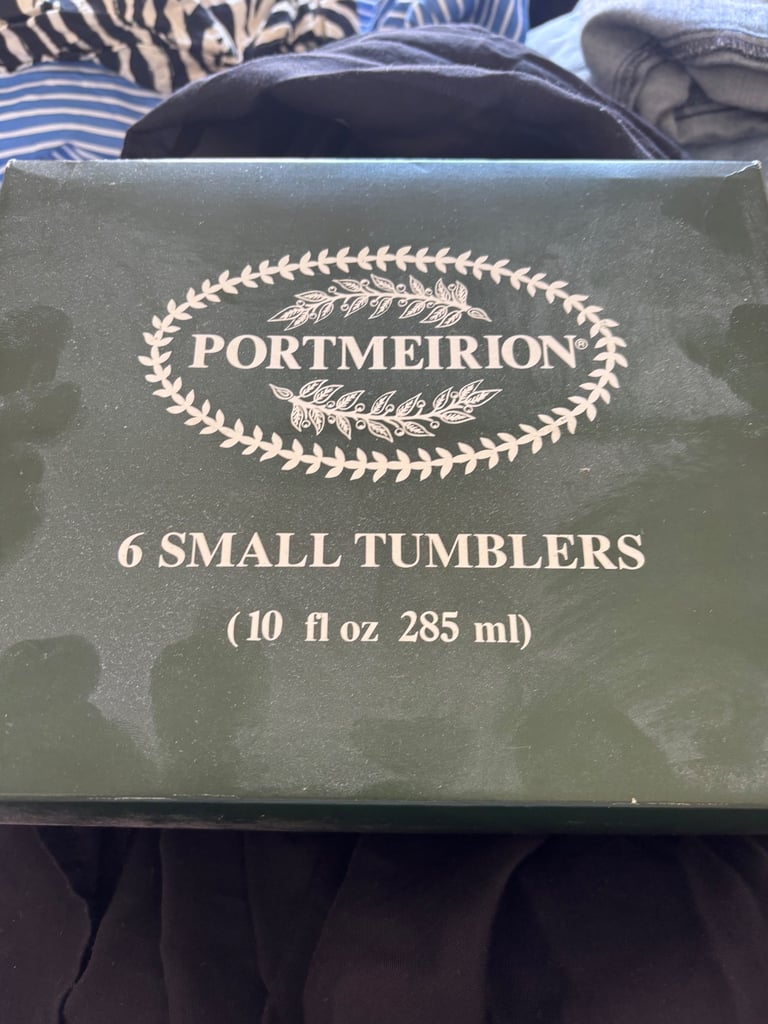 PORTMEIRION®
6 SMALL TUMBLERS
(10 fl oz 285 ml)